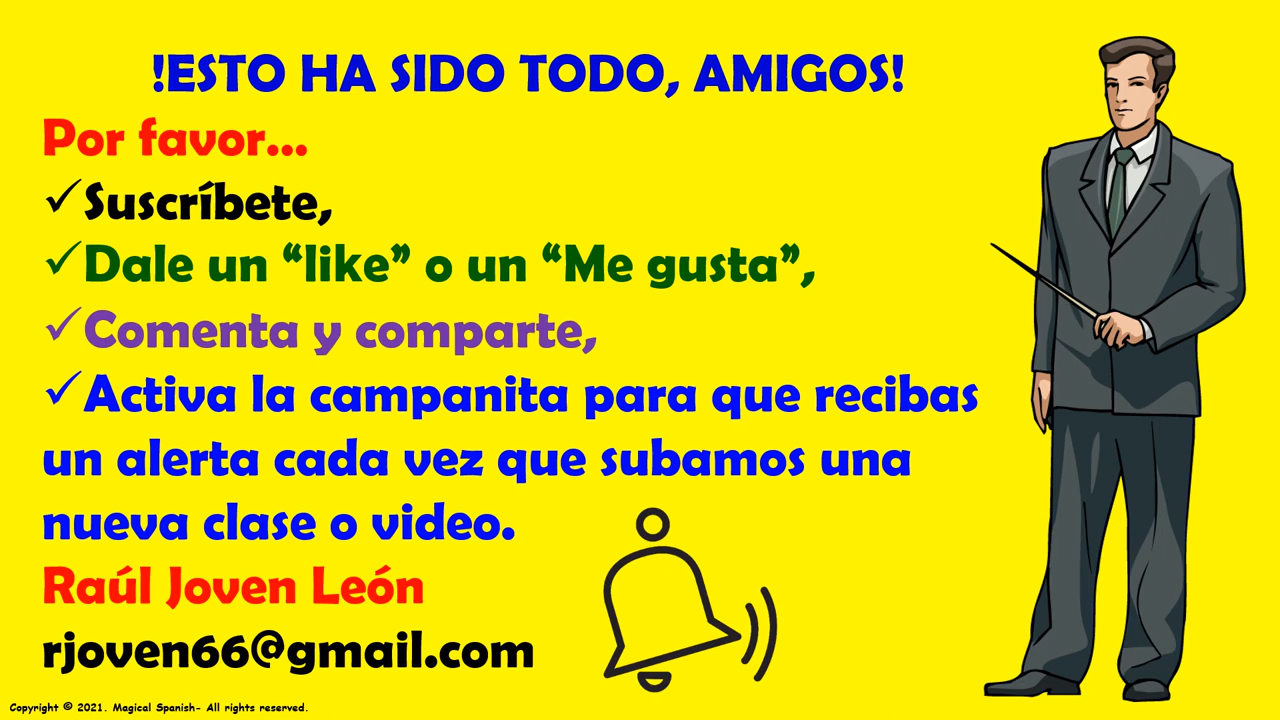 !ESTO HA SIDO TODO, AMIGOS!
Por favor...
✓Suscríbete,
✓Dale un “like” o un “Me gusta”,
✓Comenta y comparte,
✓Activa la campanita para que recibas
un alerta cada vez que subamos una
nueva clase o video.
Raúl Joven León
rjoven66@gmail.com
Copyright © 2021. Magical Spanish- All rights reserved.